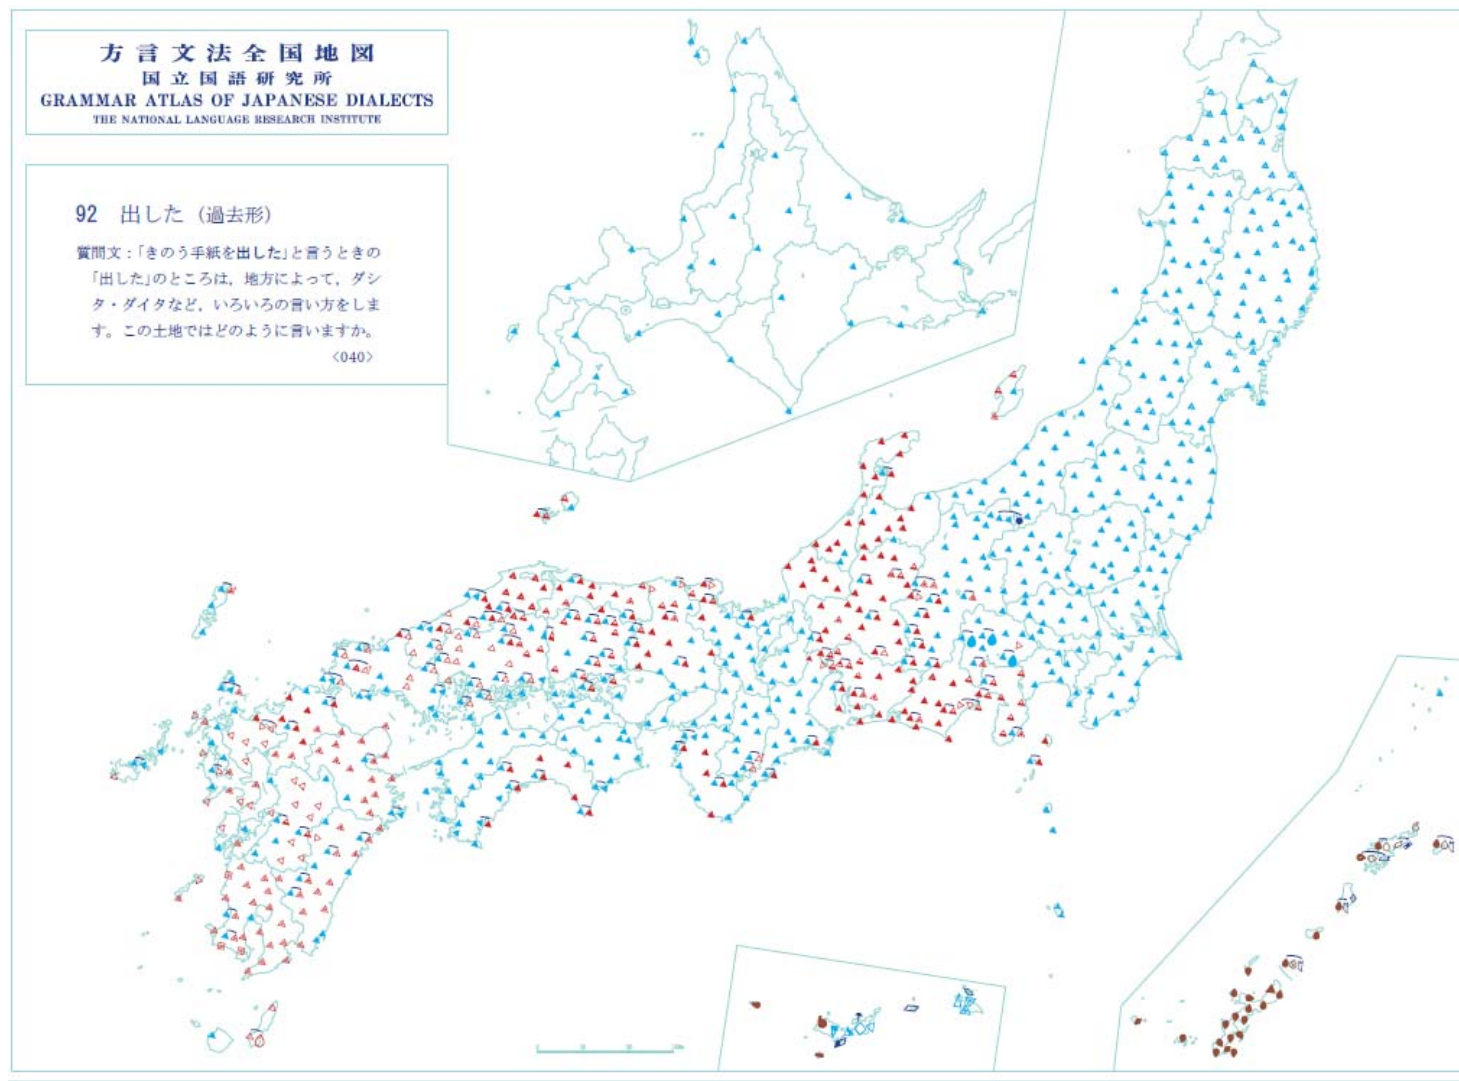 方言文法全国地図
国立国語研究所
GRAMMAR ATLAS OF JAPANESE DIALECTS
THE NATIONAL LANGUAGE RESEARCH INSTITUTE
92 出した（過去形）
質問文：「きのう手紙を出した」と言うときの
「出した」のところは，地方によって，ダシ
タ・ダイタなど，いろいろの言い方をしま
す。この土地ではどのように言いますか。
〈040〉